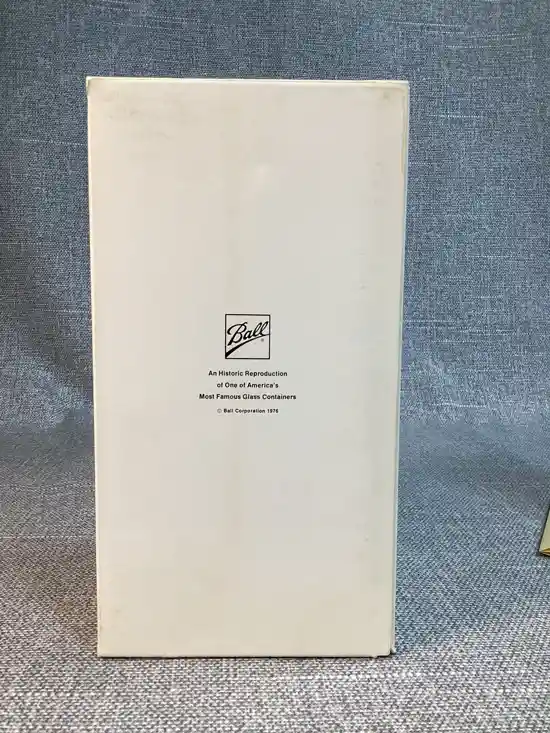 Ball®
An Historic Reproduction
of One of America's
Most Famous Glass Containers
© Ball Corporation 1976